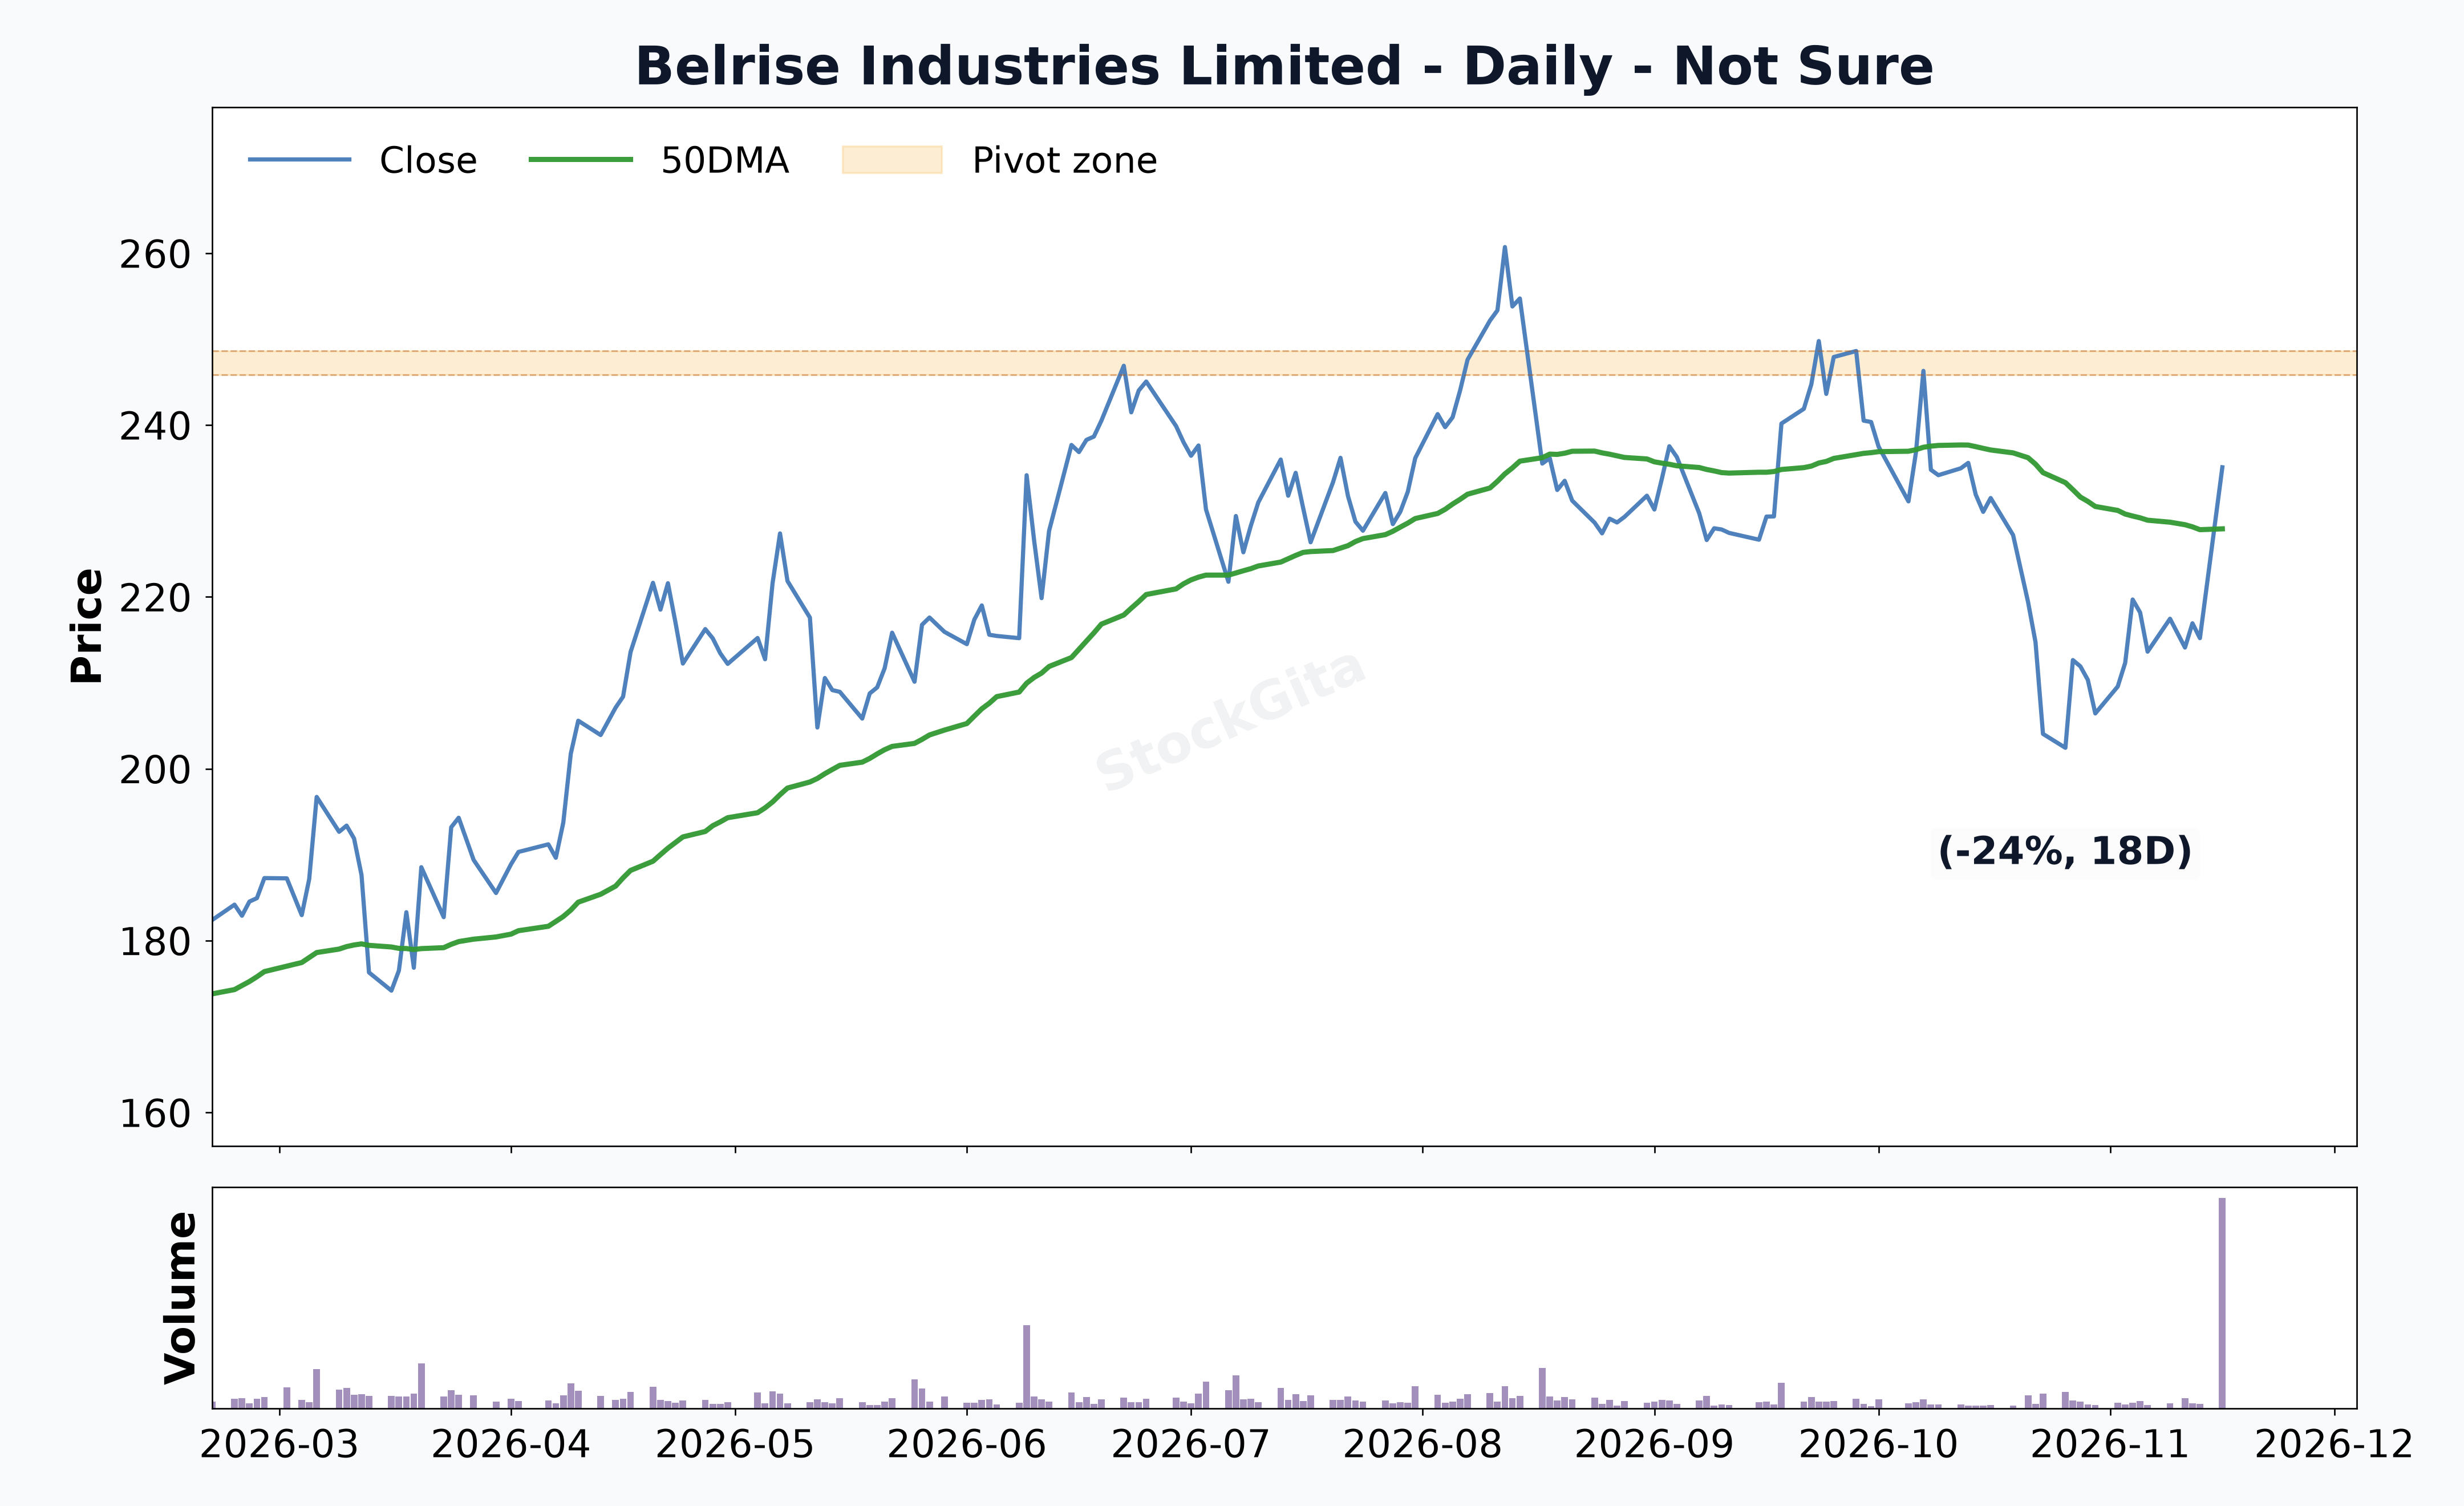 Belrise Industries Limited - Daily - Not Sure
Close 50DMA Pivot zone
260
240
220
200
180
160
Price
StockGita
(-24%, 18D)
Volume
2026-03 2026-04 2026-05 2026-06 2026-07 2026-08 2026-09 2026-10 2026-11 2026-12